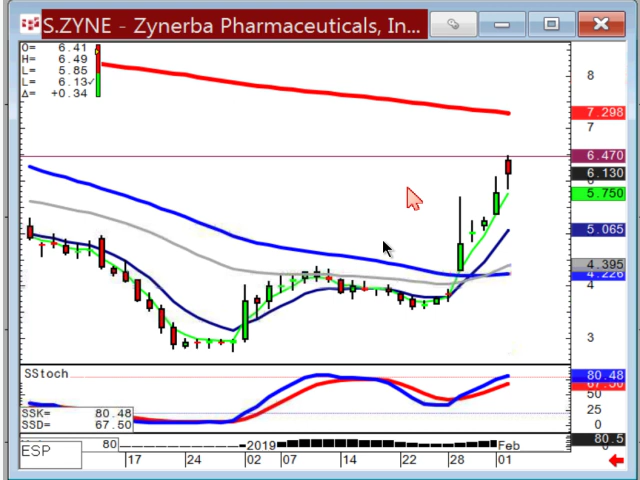 S.ZYNE - Zynerba Pharmaceuticals, In...
O= 6.41
H= 6.49
L= 5.85
L= 6.13✓
Δ= +0.34
8
7.298
7
6.470
6.130
5.750
5.065
4.395
4
3
SStoch
80.48
67.50
50
25
0
SSK= 80.48
SSD= 67.50
80
80.5
ESP
17
24
2019
02
07
14
22
28
Feb
01